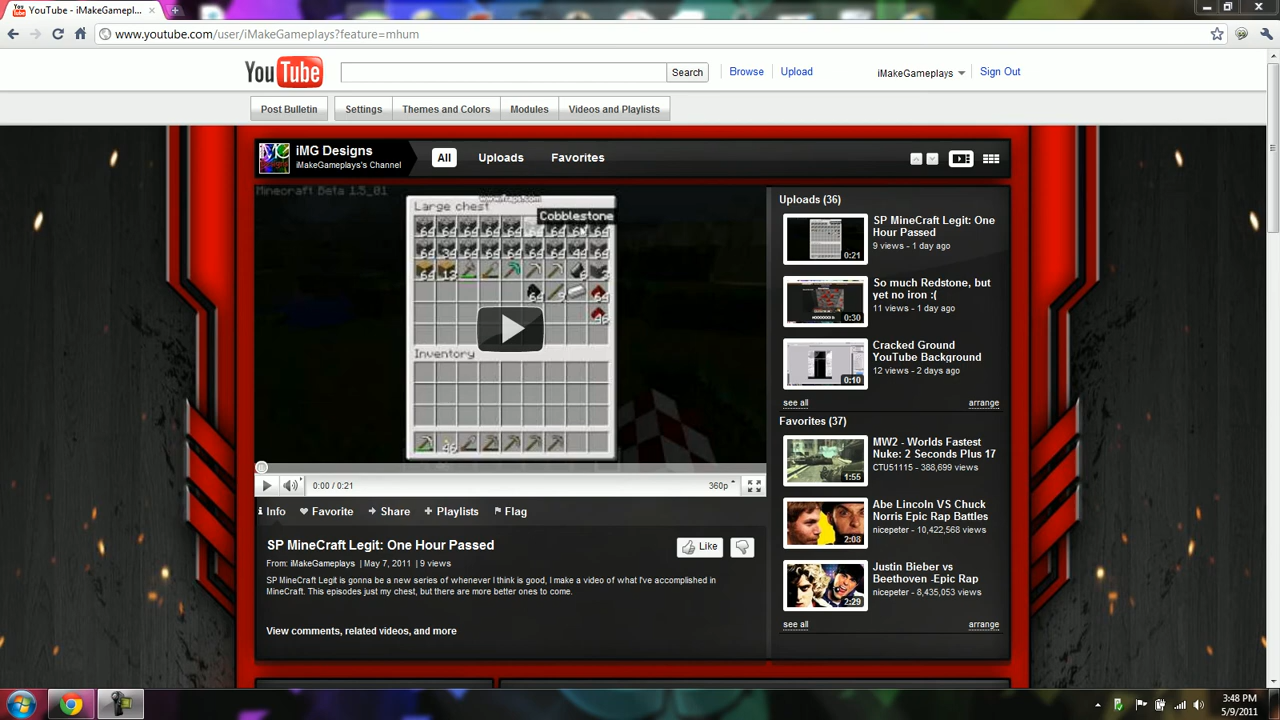 YouTube - iMakeGamepl...
www.youtube.com/user/iMakeGameplays?feature=mhum
YouTube
Search
Browse
Upload
iMakeGameplays
Sign Out
Post Bulletin
Settings
Themes and Colors
Modules
Videos and Playlists
iMG Designs
iMakeGameplays's Channel
All
Uploads
Favorites
Minecraft Beta 1.5_01
www.fraps.com
Large chest
Cobblestone
Inventory
0:00 / 0:21
360p
Info
Favorite
Share
Playlists
Flag
SP MineCraft Legit: One Hour Passed
Like
From: iMakeGameplays | May 7, 2011 | 9 views
SP MineCraft Legit is gonna be a new series of whenever I think is good, I make a video of what I've accomplished in
MineCraft. This episodes just my chest, but there are more better ones to come.
View comments, related videos, and more
Uploads (36)
SP MineCraft Legit: One
Hour Passed
9 views - 1 day ago
0:21
So much Redstone, but
yet no iron :(
11 views - 1 day ago
0:30
Cracked Ground
YouTube Background
12 views - 2 days ago
0:10
see all
arrange
Favorites (37)
MW2 - Worlds Fastest
Nuke: 2 Seconds Plus 17
CTU51115 - 388,699 views
1:55
Abe Lincoln VS Chuck
Norris Epic Rap Battles
nicepeter - 10,422,568 views
2:08
Justin Bieber vs
Beethoven -Epic Rap
nicepeter - 8,435,053 views
2:29
see all
arrange
3:48 PM
5/9/2011